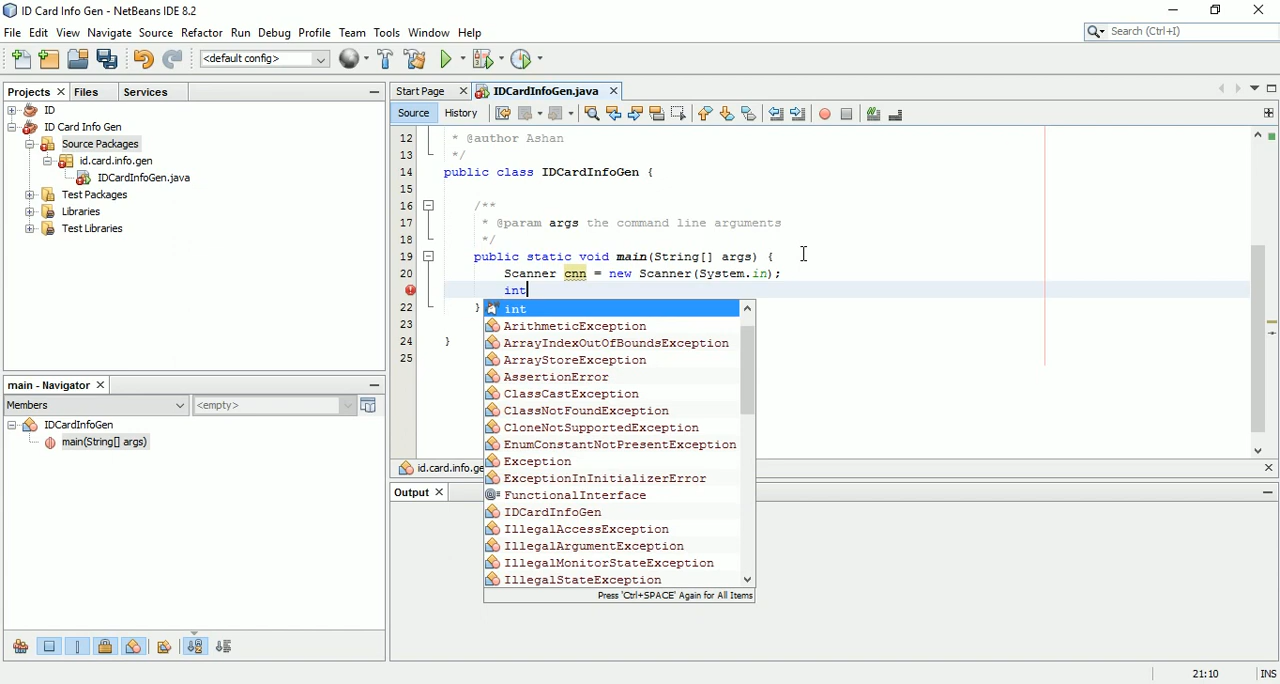 ID Card Info Gen - NetBeans IDE 8.2
File Edit View Navigate Source Refactor Run Debug Profile Team Tools Window Help
Search (Ctrl+I)
<default config>
Projects Files Services
Start Page IDCardInfoGen.java
Source History
ID
ID Card Info Gen
Source Packages
id.card.info.gen
IDCardInfoGen.java
Test Packages
Libraries
Test Libraries
12 * @author Ashan
13 */
14 public class IDCardInfoGen {
15
16 /**
17 * @param args the command line arguments
18 */
19 public static void main(String[] args) {
20 Scanner cnn = new Scanner(System.in);
int
22 }
23
24 }
25
int
ArithmeticException
ArrayIndexOutOfBoundsException
ArrayStoreException
AssertionError
ClassCastException
ClassNotFoundException
CloneNotSupportedException
EnumConstantNotPresentException
Exception
ExceptionInInitializerError
FunctionalInterface
IDCardInfoGen
IllegalAccessException
IllegalArgumentException
IllegalMonitorStateException
IllegalStateException
Press 'Ctrl+SPACE' Again for All Items
main - Navigator
Members <empty>
IDCardInfoGen
main(String[] args)
id.card.info.ge
Output
21:10 INS